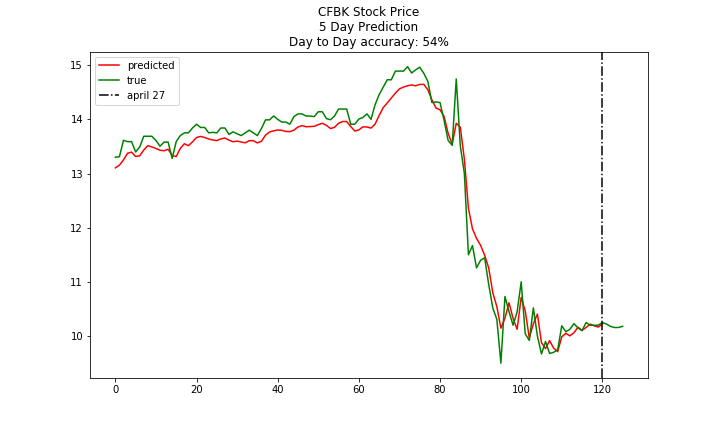 CFBK Stock Price
5 Day Prediction
Day to Day accuracy: 54%
predicted
true
april 27
15
14
13
12
11
10
0
20
40
60
80
100
120